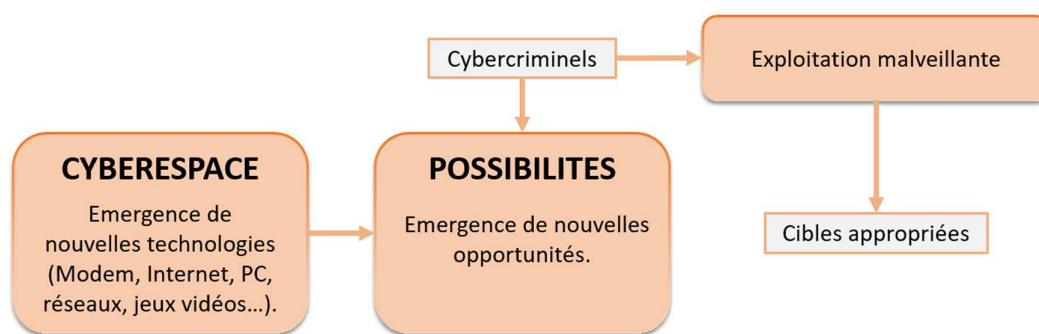 Cybercriminels
Exploitation malveillante
CYBERESPACE
Emergence de
nouvelles technologies
(Modem, Internet, PC,
réseaux, jeux vidéos...).
POSSIBILITES
Emergence de nouvelles
opportunités.
Cibles appropriées